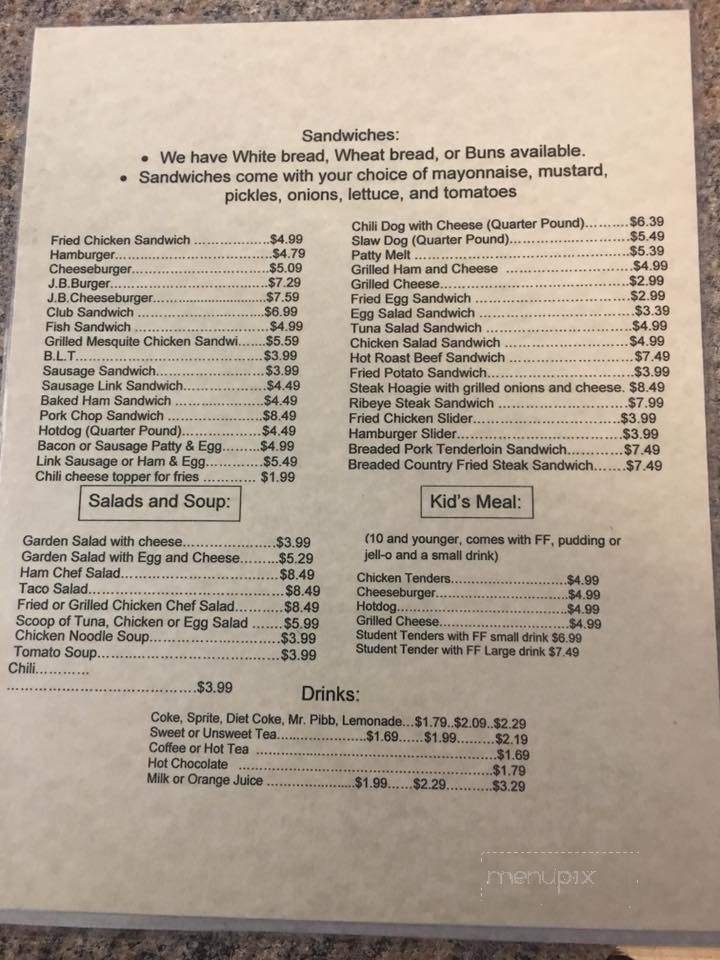 Sandwiches:
• We have White bread, Wheat bread, or Buns available.
• Sandwiches come with your choice of mayonnaise, mustard,
pickles, onions, lettuce, and tomatoes
Fried Chicken Sandwich ..................$4.99
Hamburger......................................$4.79
Cheeseburger.................................$5.09
J.B.Burger......................................$7.29
J.B.Cheeseburger...........................$7.59
Club Sandwich ...............................$6.99
Fish Sandwich ................................$4.99
Grilled Mesquite Chicken Sandwi......$5.59
B.L.T..............................................$3.99
Sausage Sandwich..........................$3.99
Sausage Link Sandwich....................$4.49
Baked Ham Sandwich .....................$4.49
Pork Chop Sandwich ......................$8.49
Hotdog (Quarter Pound)...................$4.49
Bacon or Sausage Patty & Egg.........$4.99
Link Sausage or Ham & Egg.............$5.49
Chili cheese topper for fries ............ $1.99
Chili Dog with Cheese (Quarter Pound)..........$6.39
Slaw Dog (Quarter Pound)............................$5.49
Patty Melt ...................................................$5.39
Grilled Ham and Cheese ..............................$4.99
Grilled Cheese.............................................$2.99
Fried Egg Sandwich .....................................$2.99
Egg Salad Sandwich .....................................$3.39
Tuna Salad Sandwich ...................................$4.99
Chicken Salad Sandwich ...............................$4.99
Hot Roast Beef Sandwich ..............................$7.49
Fried Potato Sandwich...................................$3.99
Steak Hoagie with grilled onions and cheese. $8.49
Ribeye Steak Sandwich ................................$7.99
Fried Chicken Slider......................................$3.99
Hamburger Slider..........................................$3.99
Breaded Pork Tenderloin Sandwich..............$7.49
Breaded Country Fried Steak Sandwich.......$7.49
Salads and Soup:
Garden Salad with cheese.......................$3.99
Garden Salad with Egg and Cheese.........$5.29
Ham Chef Salad.......................................$8.49
Taco Salad................................................$8.49
Fried or Grilled Chicken Chef Salad............$8.49
Scoop of Tuna, Chicken or Egg Salad .......$5.99
Chicken Noodle Soup................................$3.99
Tomato Soup.............................................$3.99
Chili............
..............................................$3.99
Kid's Meal:
(10 and younger, comes with FF, pudding or
jell-o and a small drink)
Chicken Tenders............................$4.99
Cheeseburger................................$4.99
Hotdog.........................................$4.99
Grilled Cheese..............................$4.99
Student Tenders with FF small drink $6.99
Student Tender with FF Large drink $7.49
Drinks:
Coke, Sprite, Diet Coke, Mr. Pibb, Lemonade...$1.79..$2.09..$2.29
Sweet or Unsweet Tea.....................$1.69......$1.99.........$2.19
Coffee or Hot Tea .........................................................$1.69
Hot Chocolate .............................................................$1.79
Milk or Orange Juice .....................$1.99......$2.29...........$3.29
menupix